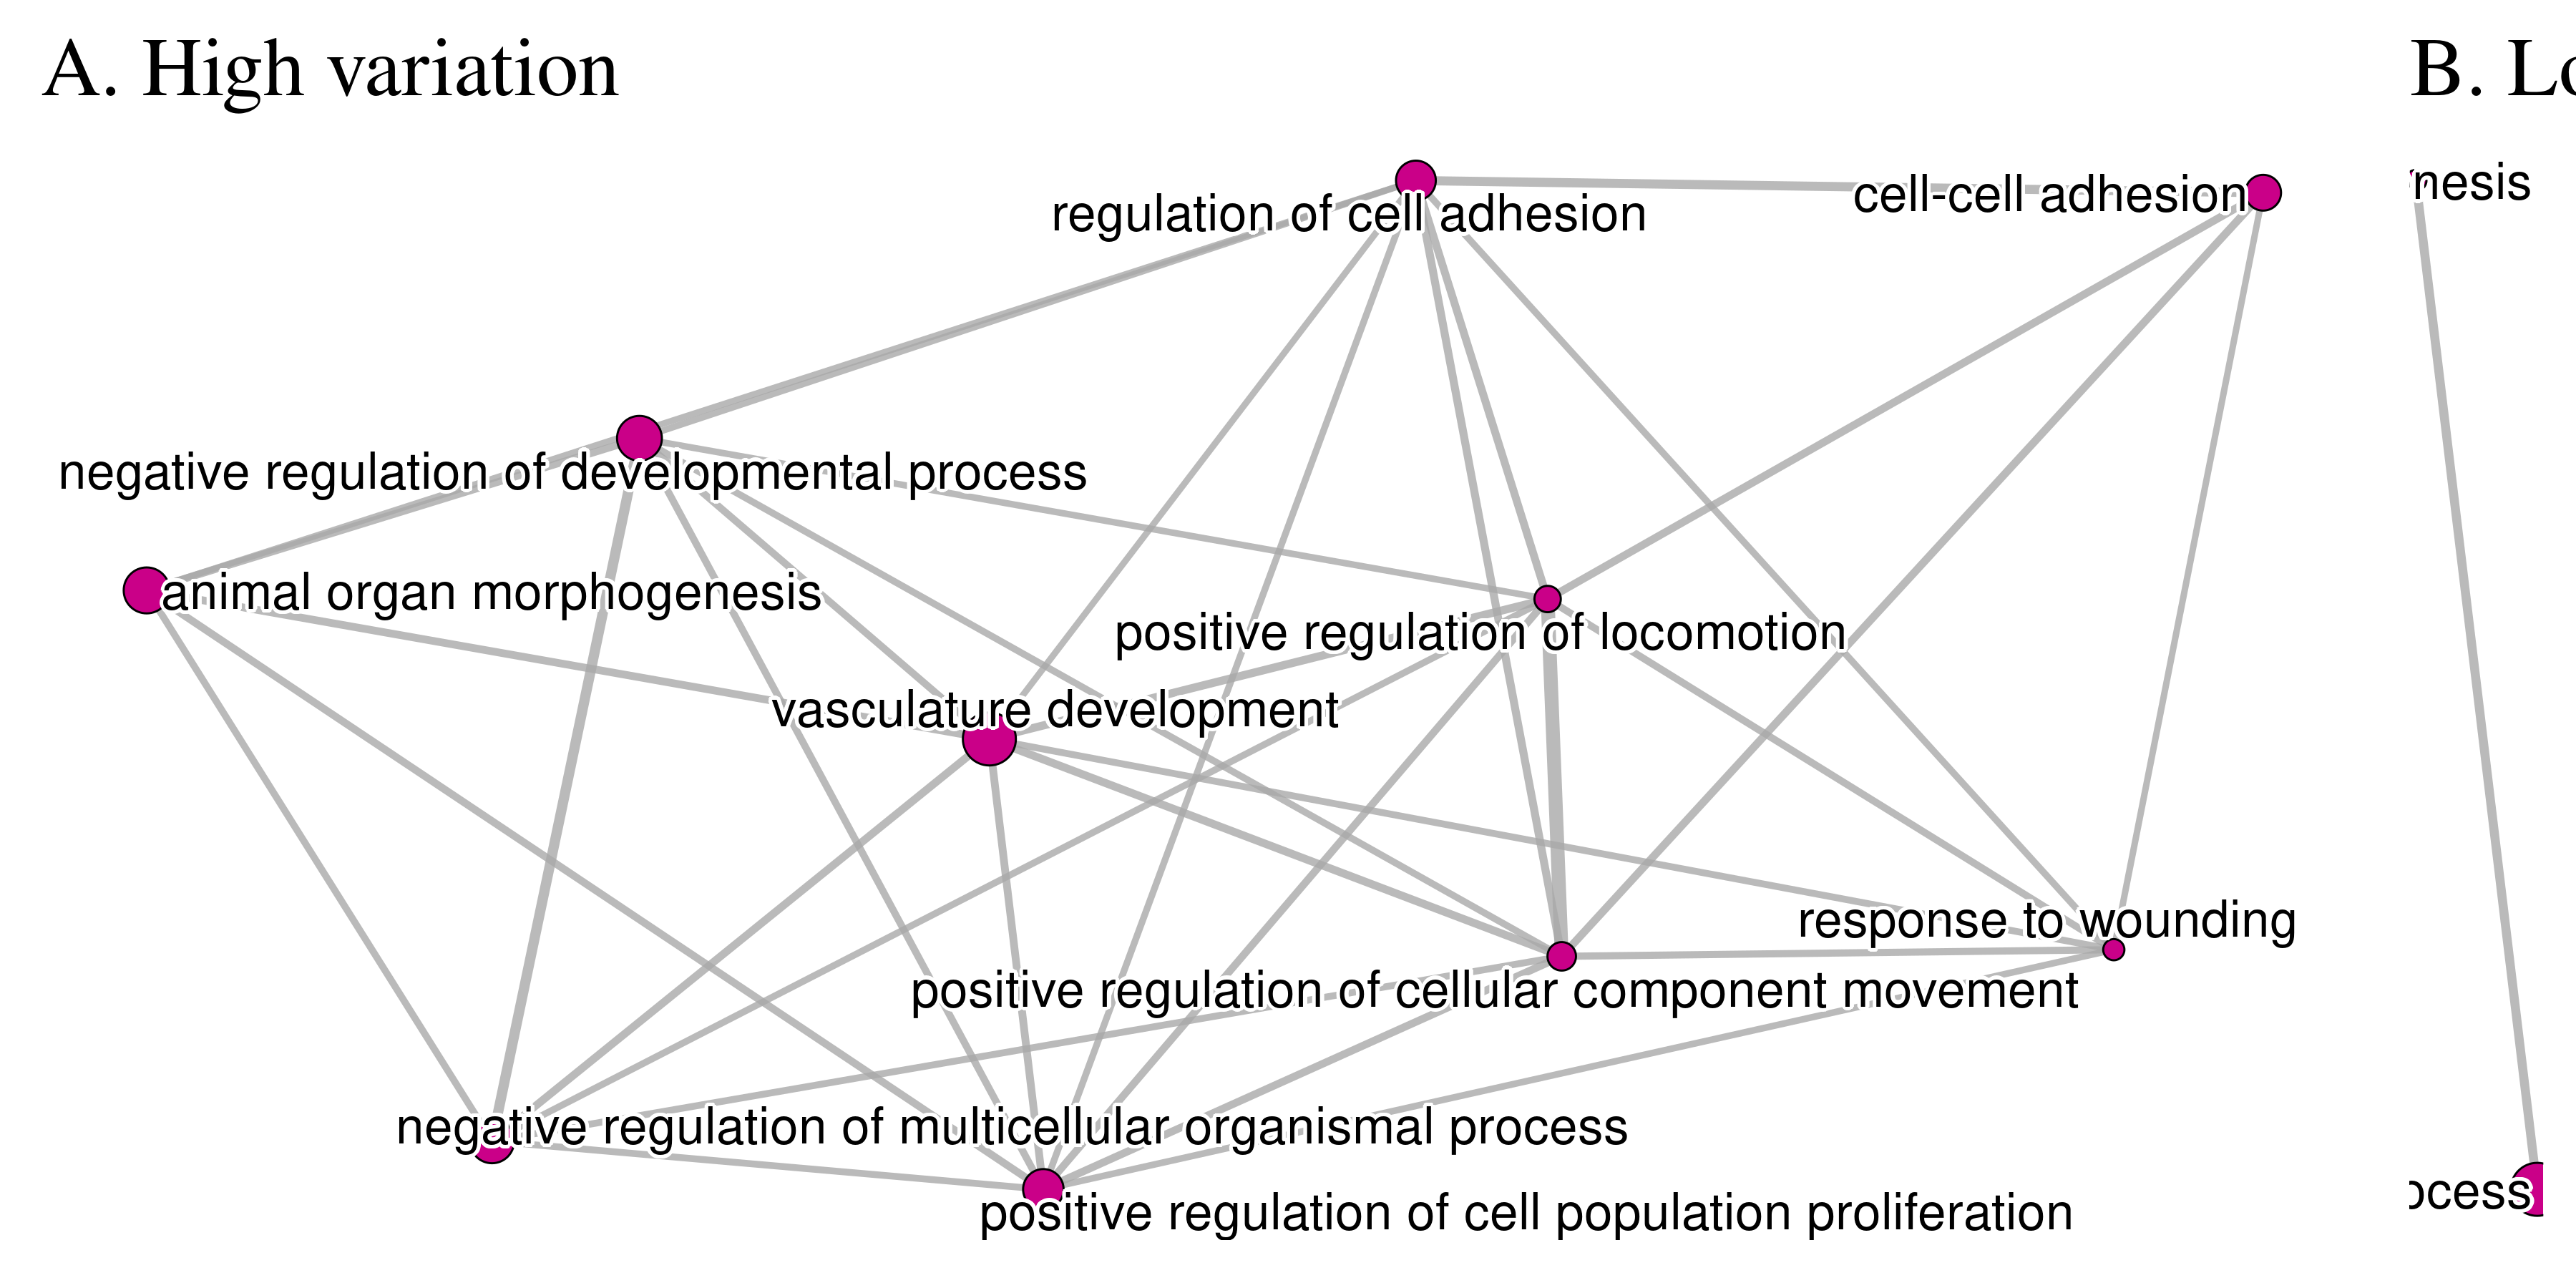 A. High variation
B. Lo
regulation of cell adhesion
cell-cell adhesion
nesis
negative regulation of developmental process
animal organ morphogenesis
positive regulation of locomotion
vasculature development
response to wounding
positive regulation of cellular component movement
negative regulation of multicellular organismal process
ocess
positive regulation of cell population proliferation